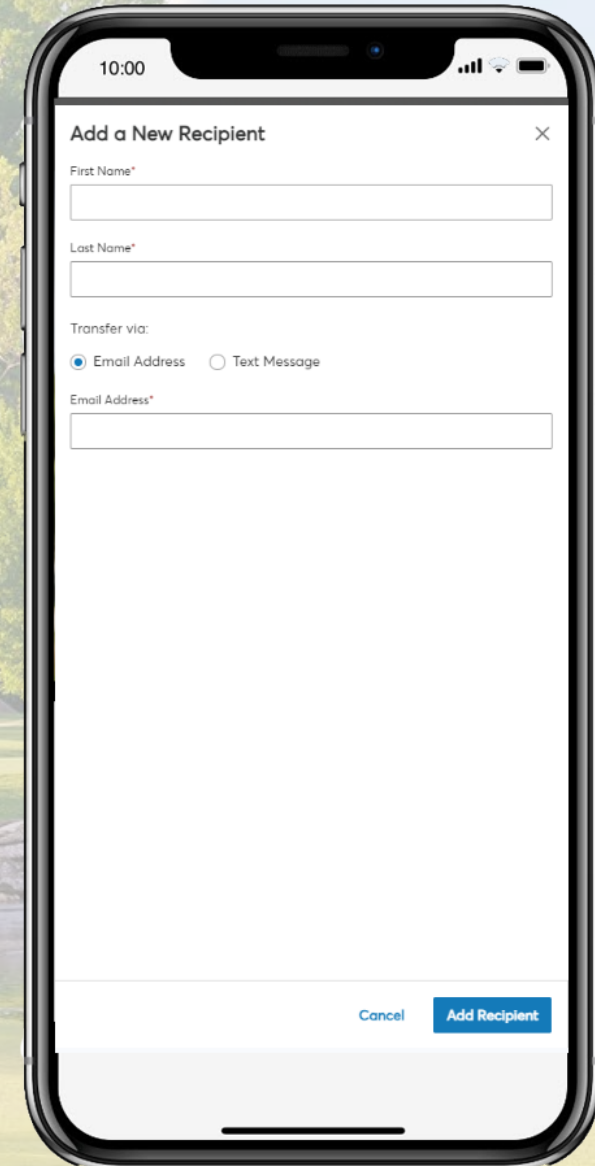 10:00
Add a New Recipient
First Name*
Last Name*
Transfer via:
Email Address Text Message
Email Address*
Cancel Add Recipient